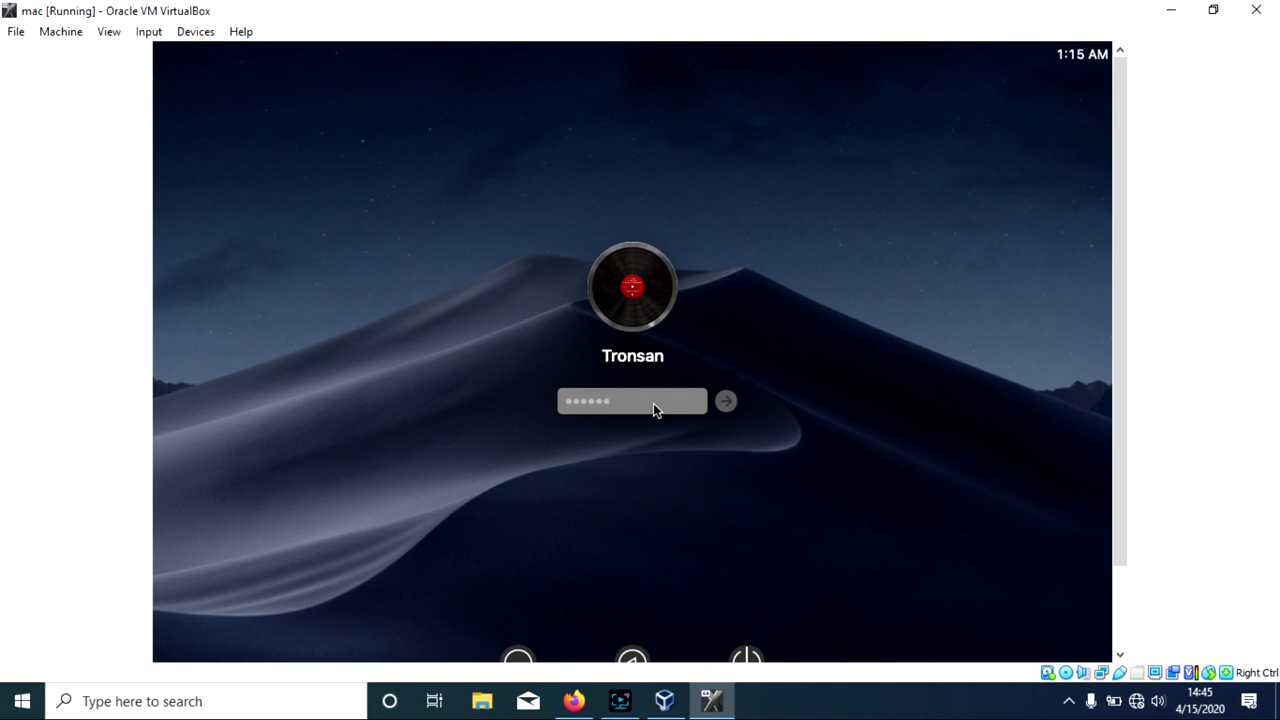 mac [Running] - Oracle VM VirtualBox
File Machine View Input Devices Help
1:15 AM
Tronsan
Right Ctrl
Type here to search
14:45
4/15/2020